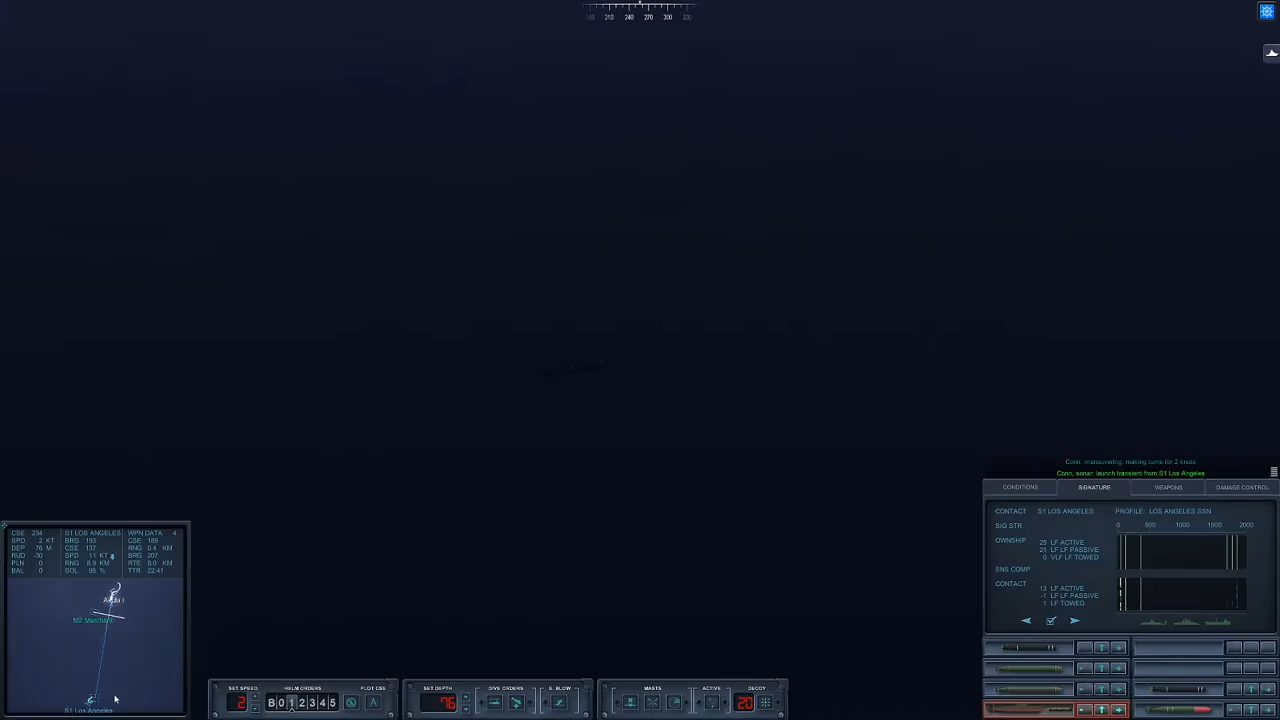 180 210 240 270 300 330
Conn, manouvering: making turns for 2 knots
Conn, sonar: launch transient from S1 Los Angeles
CONDITIONS SIGNATURE WEAPONS DAMAGE CONTROL
CONTACT S1 LOS ANGELES PROFILE: LOS ANGELES SSN
SIG STR 0 500 1000 1500 2000
OWNSHIP 25 LF ACTIVE
21 LF PASSIVE
0 VLF LF TOWED
SNS COMP
CONTACT 13 LF ACTIVE
-1 LF LF PASSIVE
1 LF TOWED
CSE 234 S1 LOS ANGELES WPN DATA 4
SPD 2 KT BRG 193 CSE 189
DEP 76 M CSE 137 RNG 0.4 KM
RUD -30 SPD 11 KT BRG 207
PLN 0 RNG 8.9 KM RTE 8.0 KM
BAL 0 SOL 95 % TTR 22:41
M2 Merchant
S1 Los Angeles
SET SPEED HELM ORDERS PLOT CSE
2 B 0 1 2 3 4 5
SET DEPTH DIVE ORDERS E. BLOW
76
MASTS ACTIVE DECOY
20